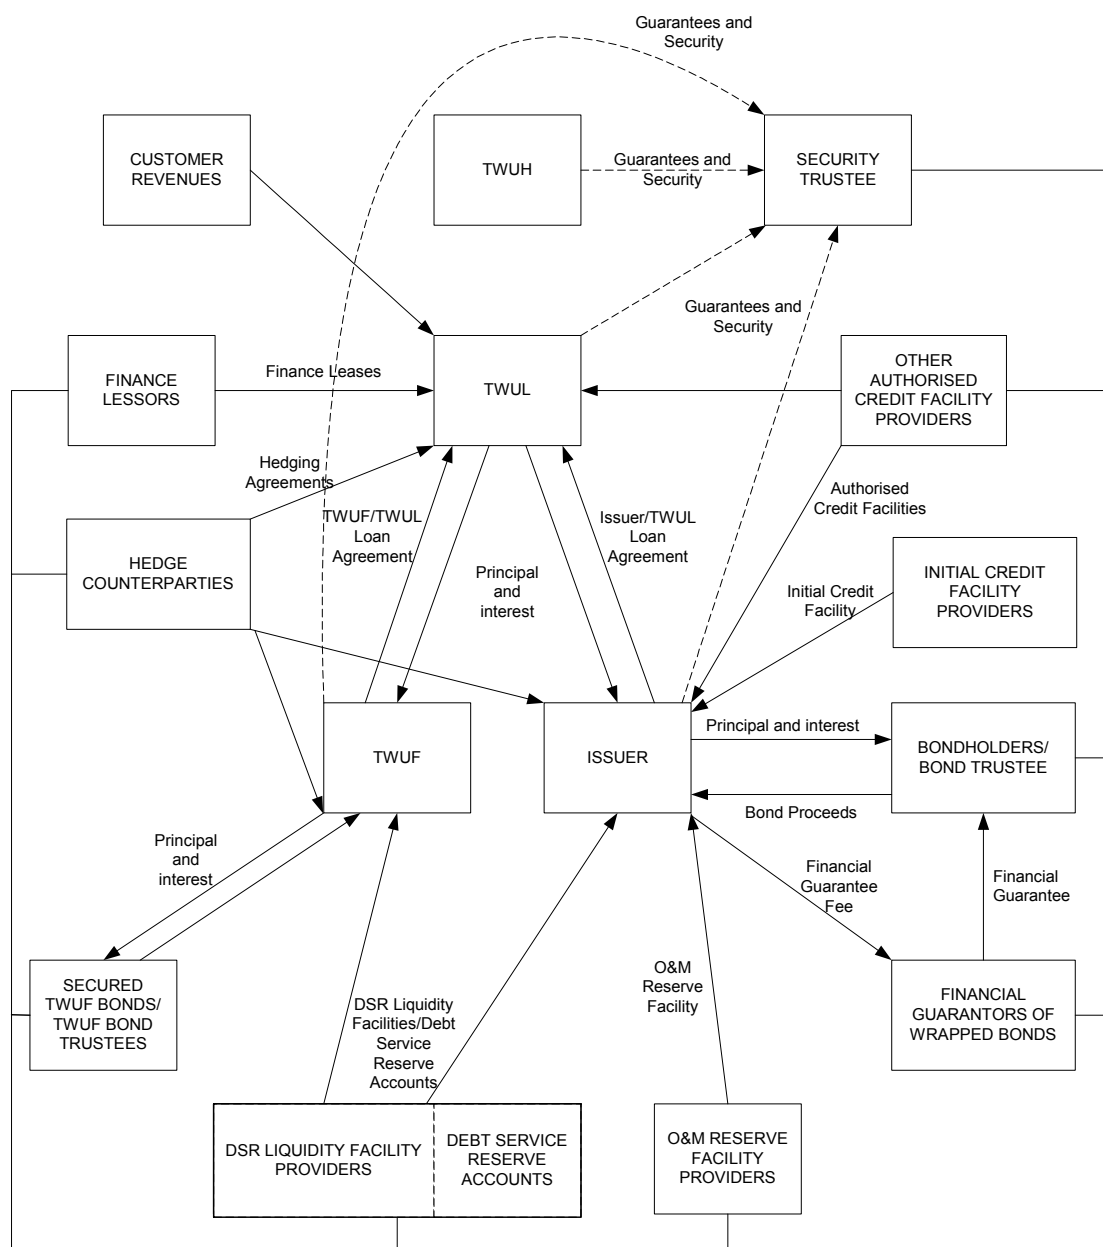 Guarantees and
Security
CUSTOMER
REVENUES
TWUH
Guarantees and
Security
SECURITY
TRUSTEE
Guarantees and
Security
FINANCE
LESSORS
Finance Leases
TWUL
OTHER
AUTHORISED
CREDIT FACILITY
PROVIDERS
Hedging
Agreements
TWUF/TWUL
Loan
Agreement
Issuer/TWUL
Loan
Agreement
Authorised
Credit Facilities
HEDGE
COUNTERPARTIES
Principal
and
interest
Initial Credit
Facility
INITIAL CREDIT
FACILITY
PROVIDERS
TWUF
ISSUER
Principal and interest
BONDHOLDERS/
BOND TRUSTEE
Bond Proceeds
Principal
and
interest
Financial
Guarantee
Fee
Financial
Guarantee
SECURED
TWUF BONDS/
TWUF BOND
TRUSTEES
DSR Liquidity
Facilities/Debt
Service
Reserve
Accounts
O&M
Reserve
Facility
FINANCIAL
GUARANTORS OF
WRAPPED BONDS
DSR LIQUIDITY FACILITY
PROVIDERS
DEBT SERVICE
RESERVE
ACCOUNTS
O&M RESERVE
FACILITY
PROVIDERS